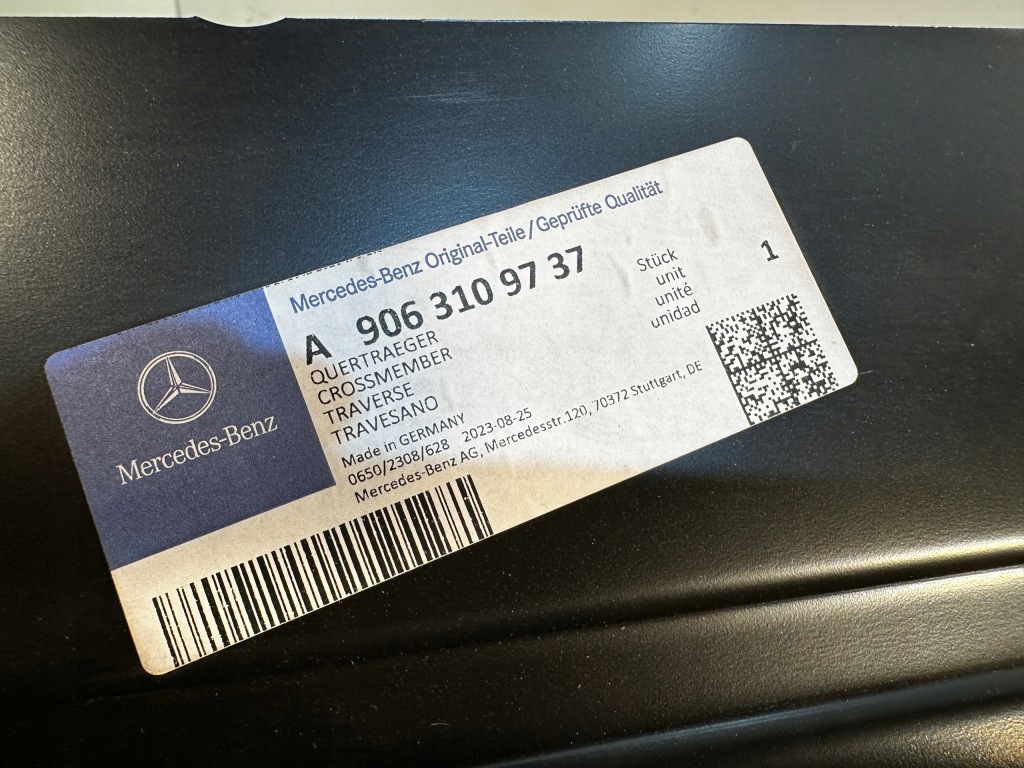 Mercedes-Benz Original-Teile / Geprüfte Qualität
A 906 310 97 37
QUERTRAEGER
CROSSMEMBER
TRAVERSE
TRAVESANO
Stück 1
unit
unité
unidad
Made in GERMANY
0650/2308/628 2023-08-25
Mercedes-Benz AG, Mercedesstr.120, 70372 Stuttgart, DE
Mercedes-Benz